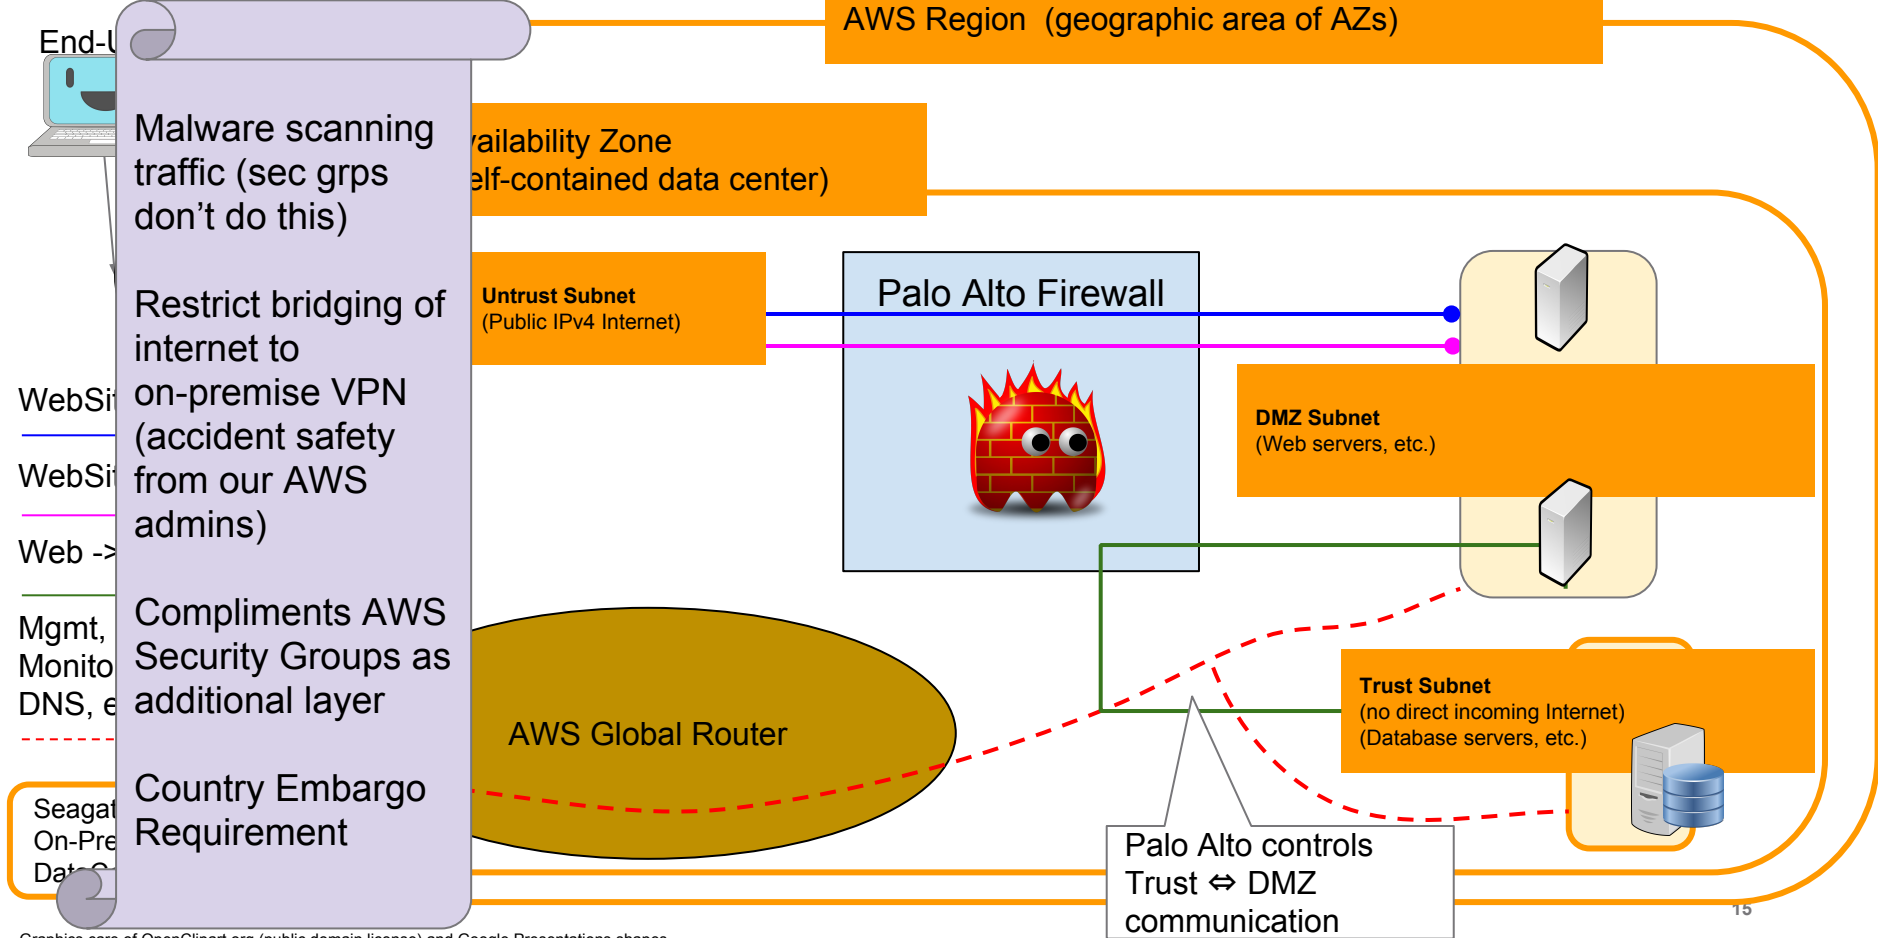 AWS Region (geographic area of AZs)
End-U
Malware scanning
traffic (sec grps
don't do this)
Restrict bridging of
internet to
on-premise VPN
(accident safety
from our AWS
admins)
Compliments AWS
Security Groups as
additional layer
Country Embargo
Requirement
vailability Zone
elf-contained data center)
Untrust Subnet
(Public IPv4 Internet)
Palo Alto Firewall
DMZ Subnet
(Web servers, etc.)
WebSit
WebSit
Web ->
Mgmt,
Monito
DNS, e
AWS Global Router
Trust Subnet
(no direct incoming Internet)
(Database servers, etc.)
Seagat
On-Pre
Palo Alto controls
Trust ⇔ DMZ
communication
15